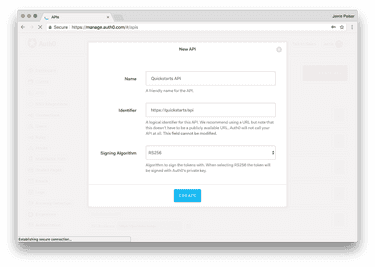 APIs
Jenni Peker
Secure https://manage.auth0.com/#/apis
New API
Name
Quickstarts API
A friendly name for the API.
Identifier
https://quickstarts/api
A logical identifier for this API. We recommend using a URL but note that
this doesn't have to be a publicly available URL, Auth0 will not call your
API at all. This field cannot be modified.
Signing Algorithm
RS256
Algorithm to sign the tokens with. When selecting RS256 the token
will be signed with Auth0's private key.
CREATE
Establishing secure connection...